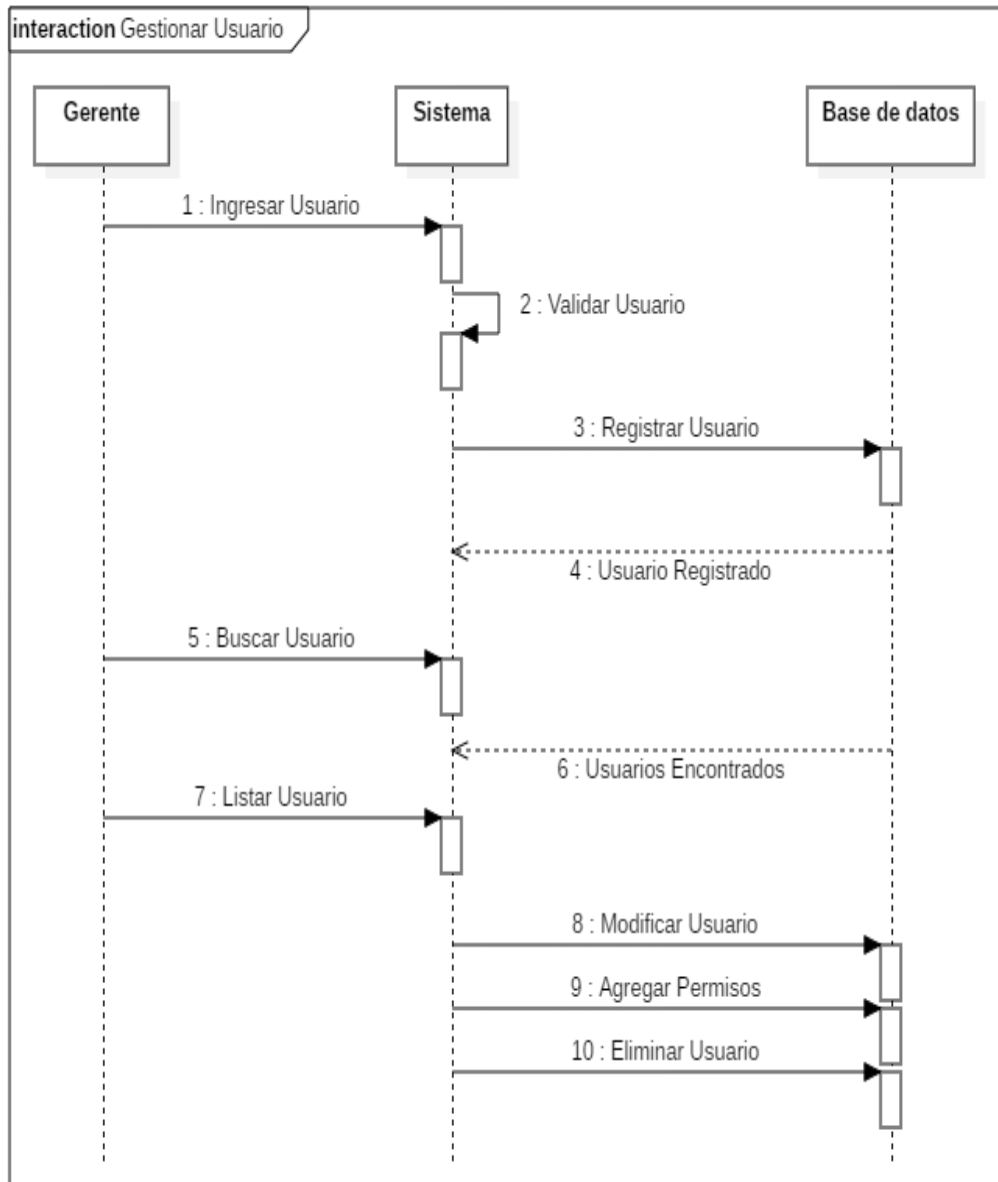 interaction Gestionar Usuario
Gerente
Sistema
Base de datos
1 : Ingresar Usuario
2 : Validar Usuario
3 : Registrar Usuario
4 : Usuario Registrado
5 : Buscar Usuario
6 : Usuarios Encontrados
7 : Listar Usuario
8 : Modificar Usuario
9 : Agregar Permisos
10 : Eliminar Usuario